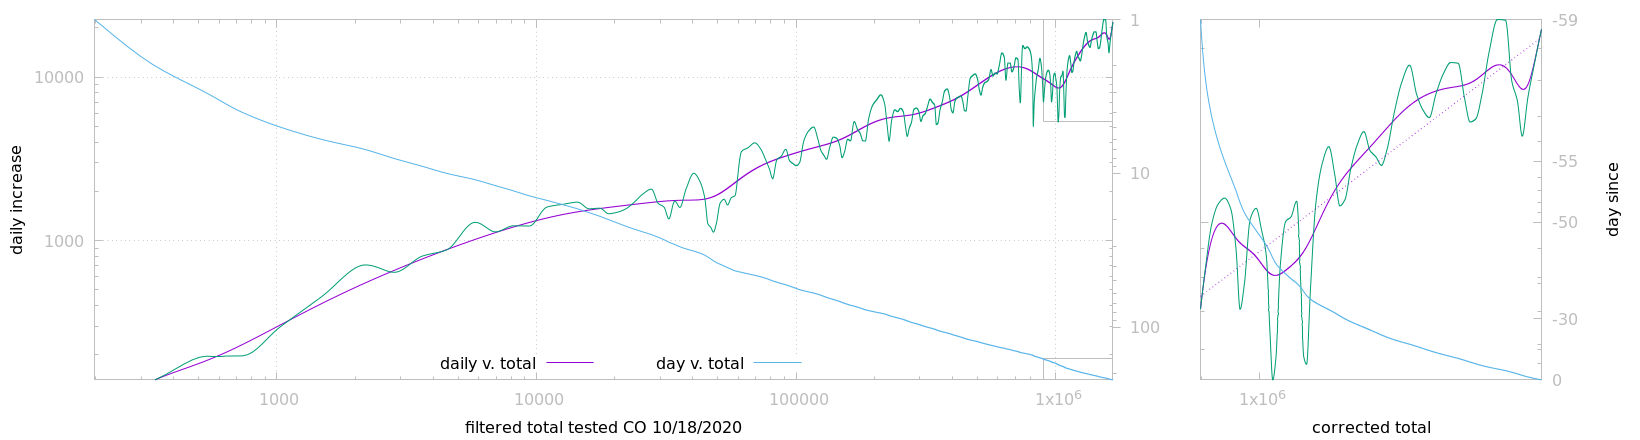 daily increase
10000
1000
1000
10000
100000
1x10^6
filtered total tested CO 10/18/2020
daily v. total
day v. total
1
10
100
1x10^6
corrected total
-59
-55
-50
-30
0
day since